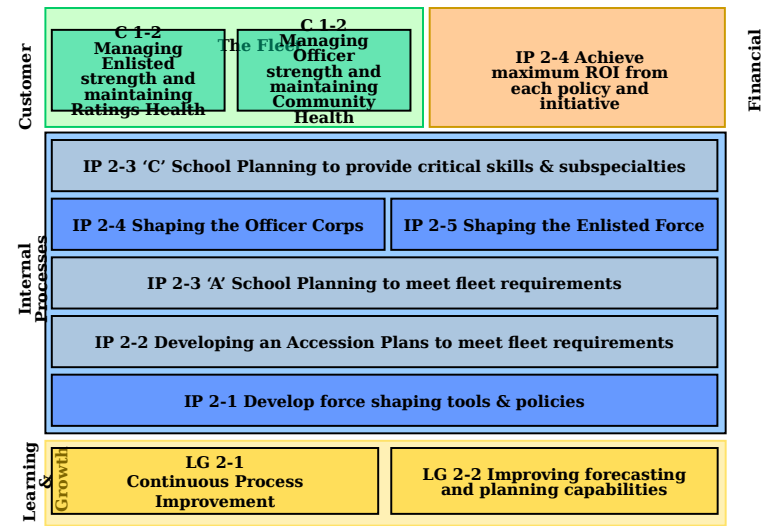 Customer
The Fleet
C 1-2
Managing
Enlisted
strength and
maintaining
Ratings Health
C 1-2
Managing
Officer
strength and
maintaining
Community
Health
IP 2-4 Achieve
maximum ROI from
each policy and
initiative
Financial
Internal
Processes
IP 2-3 ‘C’ School Planning to provide critical skills & subspecialties
IP 2-4 Shaping the Officer Corps
IP 2-5 Shaping the Enlisted Force
IP 2-3 ‘A’ School Planning to meet fleet requirements
IP 2-2 Developing an Accession Plans to meet fleet requirements
IP 2-1 Develop force shaping tools & policies
Learning
&
Growth
LG 2-1
Continuous Process
Improvement
LG 2-2 Improving forecasting
and planning capabilities